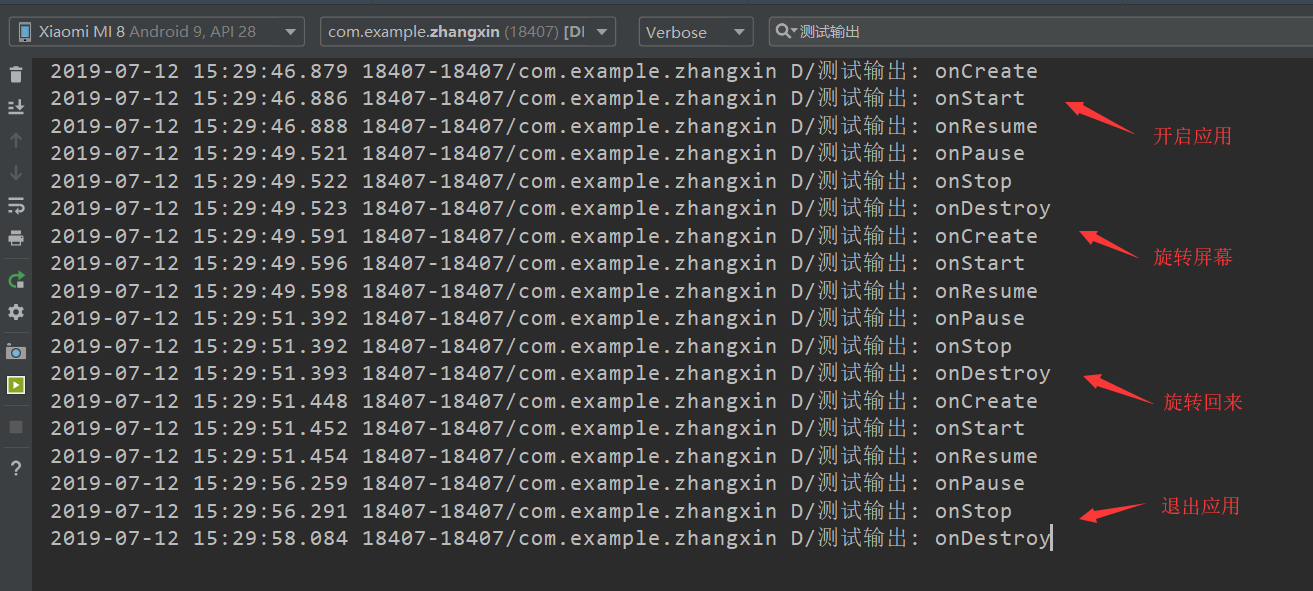 Xiaomi MI 8 Android 9, API 28 com.example.zhangxin (18407) [DI Verbose 测试输出
2019-07-12 15:29:46.879 18407-18407/com.example.zhangxin D/测试输出: onCreate
2019-07-12 15:29:46.886 18407-18407/com.example.zhangxin D/测试输出: onStart
2019-07-12 15:29:46.888 18407-18407/com.example.zhangxin D/测试输出: onResume
开启应用
2019-07-12 15:29:49.521 18407-18407/com.example.zhangxin D/测试输出: onPause
2019-07-12 15:29:49.522 18407-18407/com.example.zhangxin D/测试输出: onStop
2019-07-12 15:29:49.523 18407-18407/com.example.zhangxin D/测试输出: onDestroy
2019-07-12 15:29:49.591 18407-18407/com.example.zhangxin D/测试输出: onCreate
旋转屏幕
2019-07-12 15:29:49.596 18407-18407/com.example.zhangxin D/测试输出: onStart
2019-07-12 15:29:49.598 18407-18407/com.example.zhangxin D/测试输出: onResume
2019-07-12 15:29:51.392 18407-18407/com.example.zhangxin D/测试输出: onPause
2019-07-12 15:29:51.392 18407-18407/com.example.zhangxin D/测试输出: onStop
2019-07-12 15:29:51.393 18407-18407/com.example.zhangxin D/测试输出: onDestroy
2019-07-12 15:29:51.448 18407-18407/com.example.zhangxin D/测试输出: onCreate
旋转回来
2019-07-12 15:29:51.452 18407-18407/com.example.zhangxin D/测试输出: onStart
2019-07-12 15:29:51.454 18407-18407/com.example.zhangxin D/测试输出: onResume
2019-07-12 15:29:56.259 18407-18407/com.example.zhangxin D/测试输出: onPause
2019-07-12 15:29:56.291 18407-18407/com.example.zhangxin D/测试输出: onStop
退出应用
2019-07-12 15:29:58.084 18407-18407/com.example.zhangxin D/测试输出: onDestroy